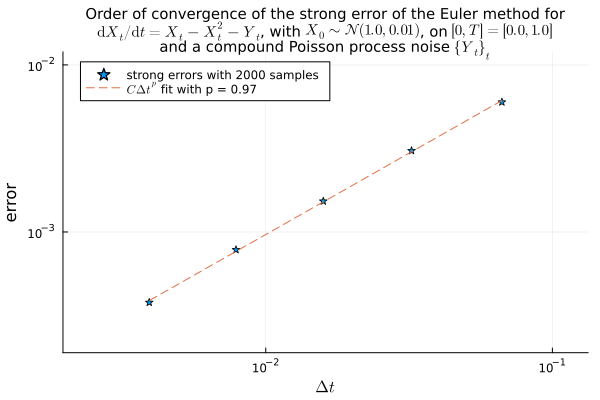 Order of convergence of the strong error of the Euler method for
dX_t/dt = X_t − X_t^2 − Y_t, with X_0 ∼ 𝒩(1.0, 0.01), on [0, T] = [0.0, 1.0]
and a compound Poisson process noise {Y_t}_t
strong errors with 2000 samples
CΔt^p fit with p = 0.97
10^−2
10^−3
error
10^−2
10^−1
Δt